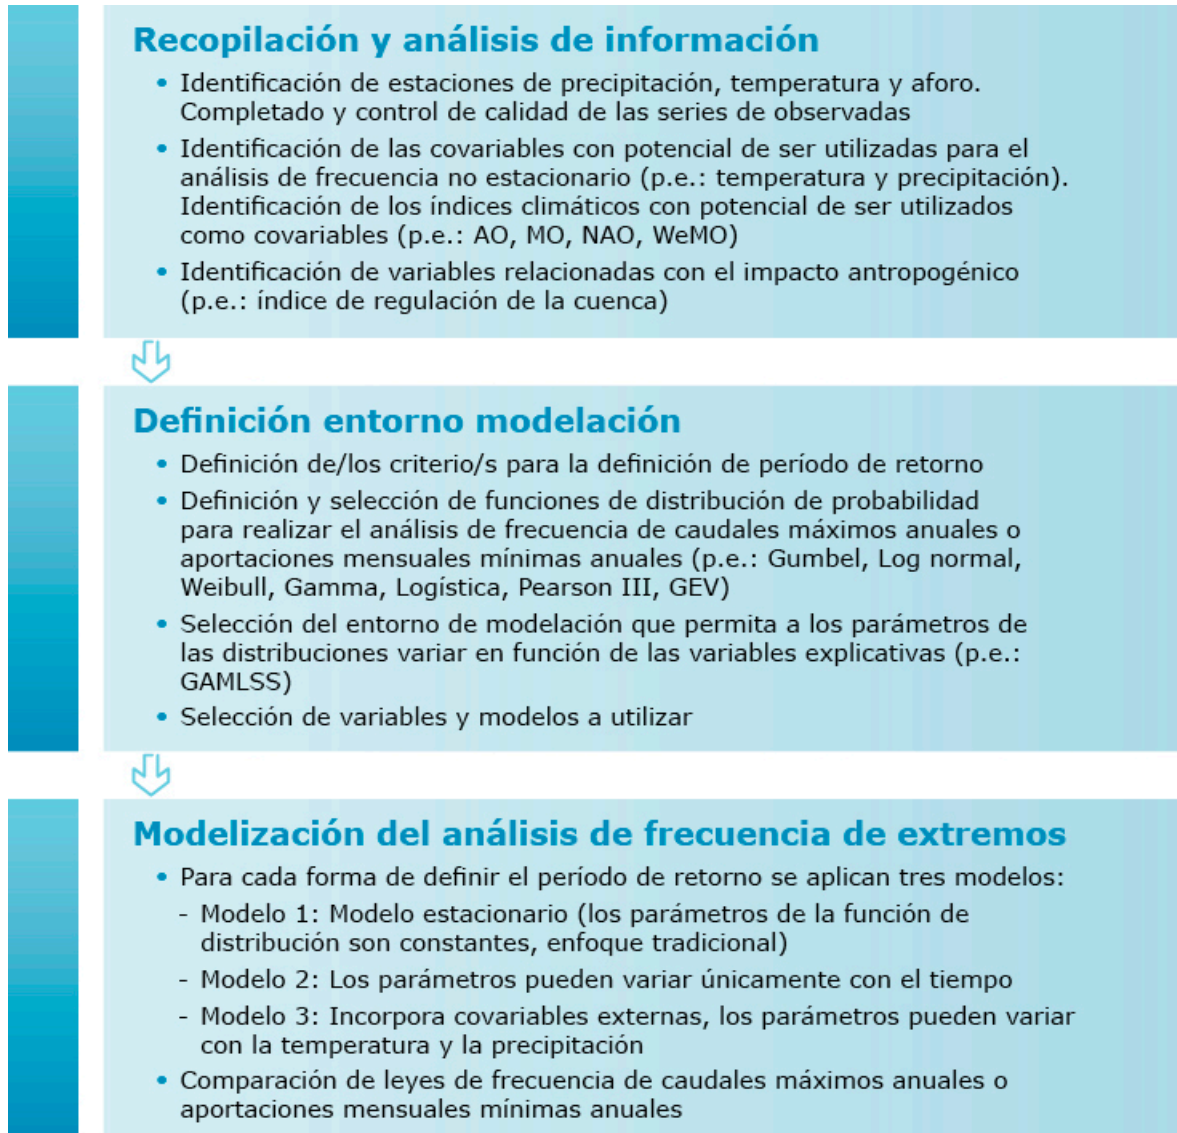 Recopilación y análisis de información
• Identificación de estaciones de precipitación, temperatura y aforo.
Completado y control de calidad de las series de observadas
• Identificación de las covariables con potencial de ser utilizadas para el
análisis de frecuencia no estacionario (p.e.: temperatura y precipitación).
Identificación de los índices climáticos con potencial de ser utilizados
como covariables (p.e.: AO, MO, NAO, WeMO)
• Identificación de variables relacionadas con el impacto antropogénico
(p.e.: índice de regulación de la cuenca)
Definición entorno modelación
• Definición de/los criterio/s para la definición de período de retorno
• Definición y selección de funciones de distribución de probabilidad
para realizar el análisis de frecuencia de caudales máximos anuales o
aportaciones mensuales mínimas anuales (p.e.: Gumbel, Log normal,
Weibull, Gamma, Logística, Pearson III, GEV)
• Selección del entorno de modelación que permita a los parámetros de
las distribuciones variar en función de las variables explicativas (p.e.:
GAMLSS)
• Selección de variables y modelos a utilizar
Modelización del análisis de frecuencia de extremos
• Para cada forma de definir el período de retorno se aplican tres modelos:
- Modelo 1: Modelo estacionario (los parámetros de la función de
distribución son constantes, enfoque tradicional)
- Modelo 2: Los parámetros pueden variar únicamente con el tiempo
- Modelo 3: Incorpora covariables externas, los parámetros pueden variar
con la temperatura y la precipitación
• Comparación de leyes de frecuencia de caudales máximos anuales o
aportaciones mensuales mínimas anuales